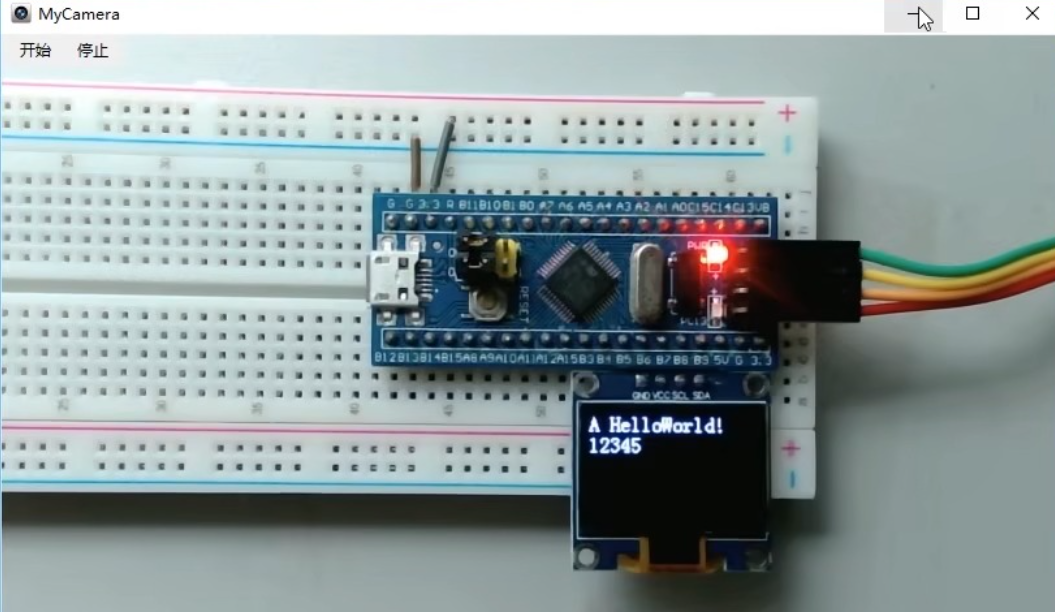 MyCamera
开始 停止
G G 3.3 R B11 B10 B1 B0 A7 A6 A5 A4 A3 A2 A1 A0 C15 C14 C13 VB
PWR
RESET
PC13
B12 B13 B14 B15 A8 A9 A10 A11 A12 A15 B3 B4 B5 B6 B7 B8 B9 5V G 3.3
GND VCC SCL SDA
A HelloWorld!
12345